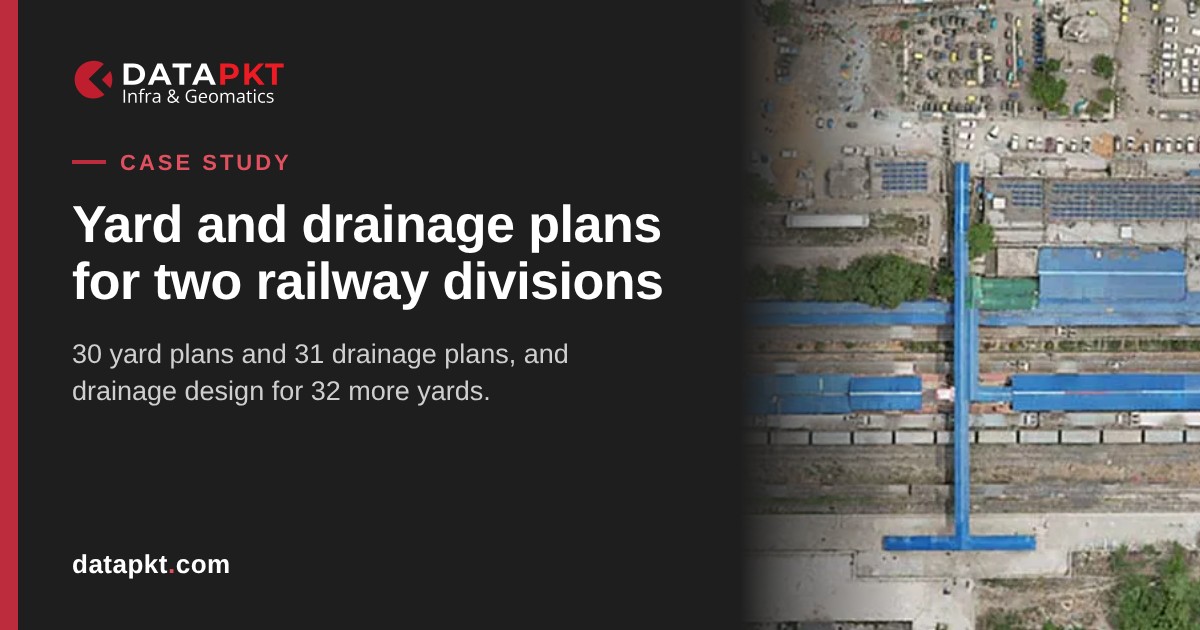 DATAPKT
Infra & Geomatics
CASE STUDY
Yard and drainage plans
for two railway divisions
30 yard plans and 31 drainage plans, and
drainage design for 32 more yards.
datapkt.com